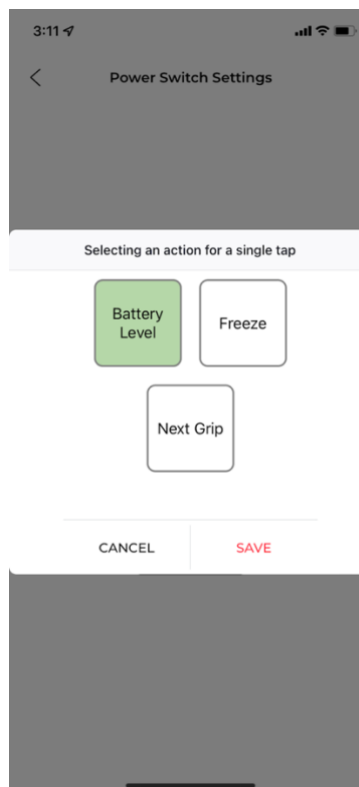 3:11
Power Switch Settings
Selecting an action for a single tap
Battery
Level
Freeze
Next Grip
CANCEL
SAVE